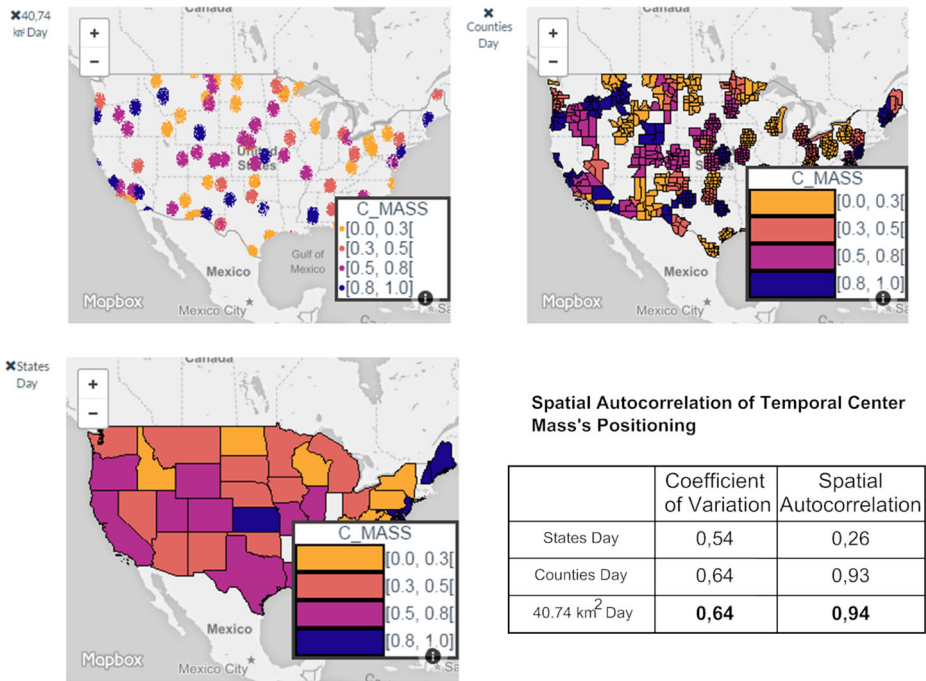 ✖40,74
km² Day
+
−
Canada
United
States
Gulf of
Mexico
Mexico
Mexico City
Mapbox
C_MASS
[0.0, 0.3[
[0.3, 0.5[
[0.5, 0.8[
[0.8, 1.0]
i
✖
Counties
Day
+
−
Canada
States
Mexico
Mexico City
Mapbox
C_MASS
[0.0, 0.3[
[0.3, 0.5[
[0.5, 0.8[
[0.8, 1.0]
i
✖States
Day
+
−
Canada
Mexico
Mexico City
Mapbox
C_MASS
[0.0, 0.3[
[0.3, 0.5[
[0.5, 0.8[
[0.8, 1.0]
i
Spatial Autocorrelation of Temporal Center
Mass's Positioning
Coefficient Spatial
of Variation Autocorrelation
States Day 0,54 0,26
Counties Day 0,64 0,93
40.74 km² Day 0,64 0,94